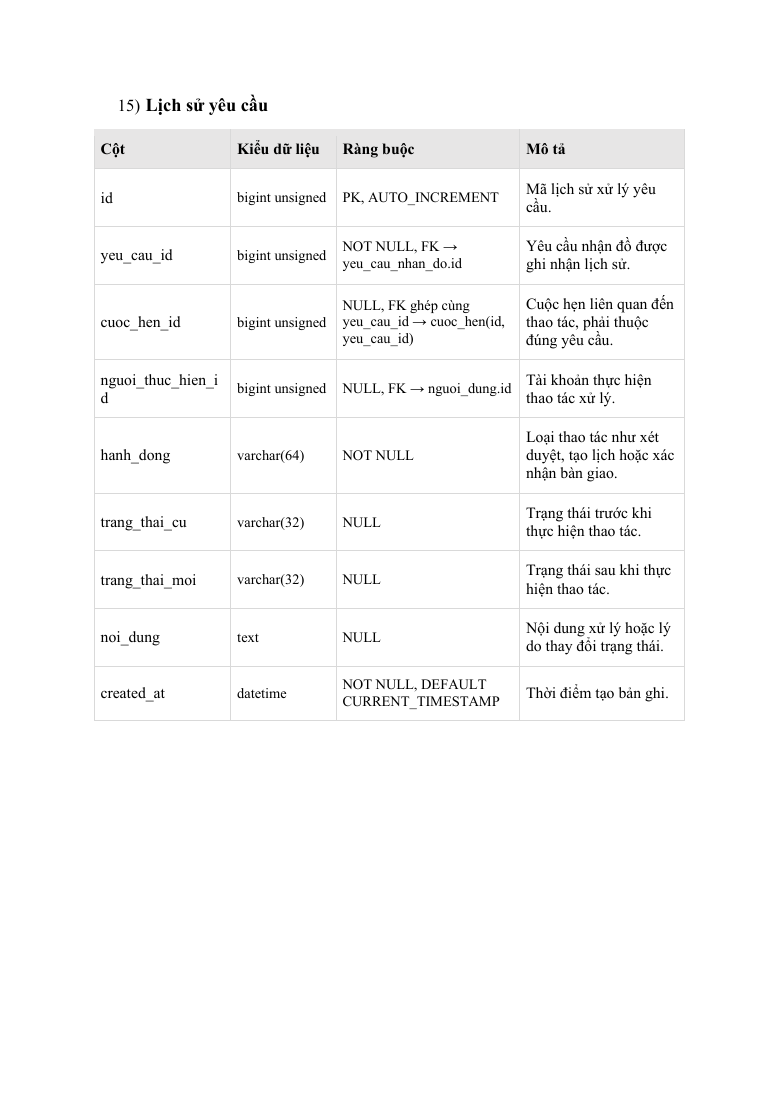 15) Lịch sử yêu cầu
Cột Kiểu dữ liệu Ràng buộc Mô tả
id bigint unsigned PK, AUTO_INCREMENT Mã lịch sử xử lý yêu
cầu.
yeu_cau_id bigint unsigned NOT NULL, FK → Yêu cầu nhận đồ được
yeu_cau_nhan_do.id ghi nhận lịch sử.
cuoc_hen_id bigint unsigned NULL, FK ghép cùng Cuộc hẹn liên quan đến
yeu_cau_id → cuoc_hen(id, thao tác, phải thuộc
yeu_cau_id) đúng yêu cầu.
nguoi_thuc_hien_i bigint unsigned NULL, FK → nguoi_dung.id Tài khoản thực hiện
d thao tác xử lý.
hanh_dong varchar(64) NOT NULL Loại thao tác như xét
duyệt, tạo lịch hoặc xác
nhận bàn giao.
trang_thai_cu varchar(32) NULL Trạng thái trước khi
thực hiện thao tác.
trang_thai_moi varchar(32) NULL Trạng thái sau khi thực
hiện thao tác.
noi_dung text NULL Nội dung xử lý hoặc lý
do thay đổi trạng thái.
created_at datetime NOT NULL, DEFAULT Thời điểm tạo bản ghi.
CURRENT_TIMESTAMP